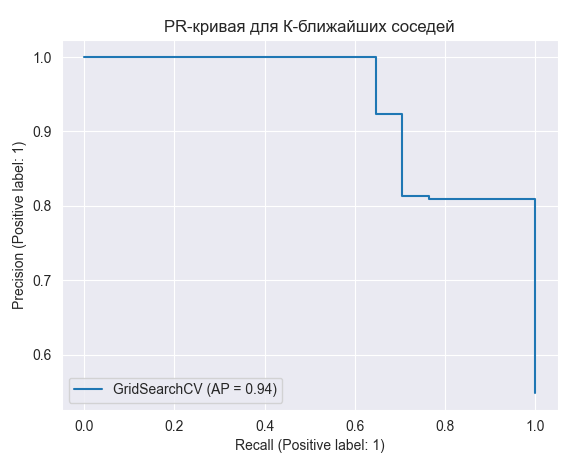 PR-кривая для К-ближайших соседей
1.0
0.9
0.8
0.7
0.6
Precision (Positive label: 1)
GridSearchCV (AP = 0.94)
0.0 0.2 0.4 0.6 0.8 1.0
Recall (Positive label: 1)